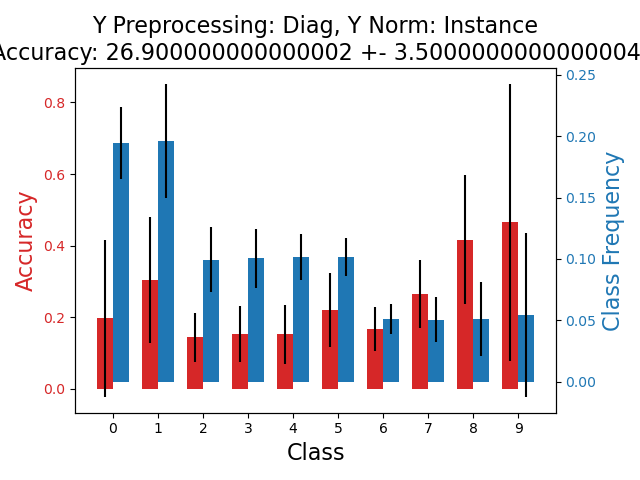 Y Preprocessing: Diag, Y Norm: Instance
Accuracy: 26.900000000000002 +- 3.5000000000000004
0.8
0.6
0.4
0.2
0.0
Accuracy
0.25
0.20
0.15
0.10
0.05
0.00
Class Frequency
0 1 2 3 4 5 6 7 8 9
Class